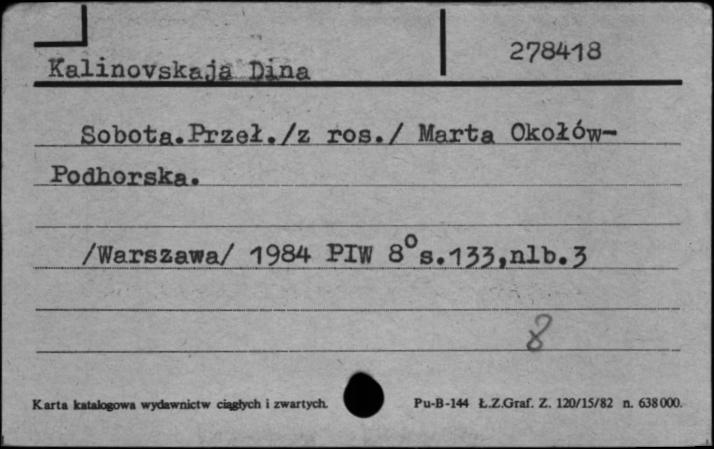 278418
Kalinovskaja Dina
Sobota.Przeł./z ros./ Marta Okołów-
Podhorska.
/Warszawa/ 1984 PIW 8° s.133,nlb.3
8
Karta katalogowa wydawnictw ciągłych i zwartych. Pu-B-144 Ł.Z.Graf. Z. 120/15/82 n. 638000.